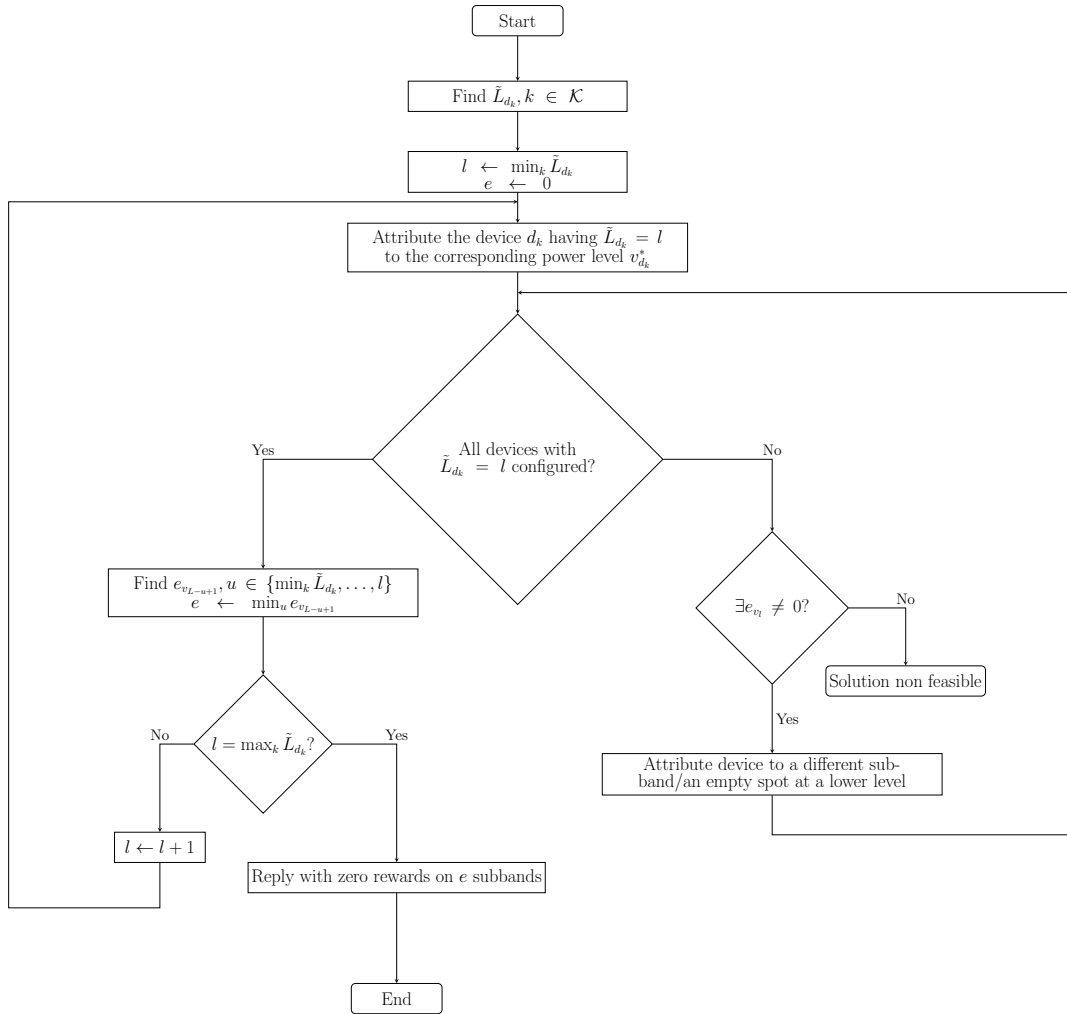 Start
Find L̃_{d_k}, k ∈ 𝒦
l ← min_k L̃_{d_k}
e ← 0
Attribute the device d_k having L̃_{d_k} = l
to the corresponding power level v*_{d_k}
All devices with
L̃_{d_k} = l configured?
Yes
No
Find e_{v_{L−u+1}}, u ∈ {min_k L̃_{d_k}, . . . , l}
e ← min_u e_{v_{L−u+1}}
∃e_{v_l} ≠ 0?
No
Solution non feasible
Yes
Attribute device to a different sub-
band/an empty spot at a lower level
l = max_k L̃_{d_k}?
No
Yes
l ← l + 1
Reply with zero rewards on e subbands
End